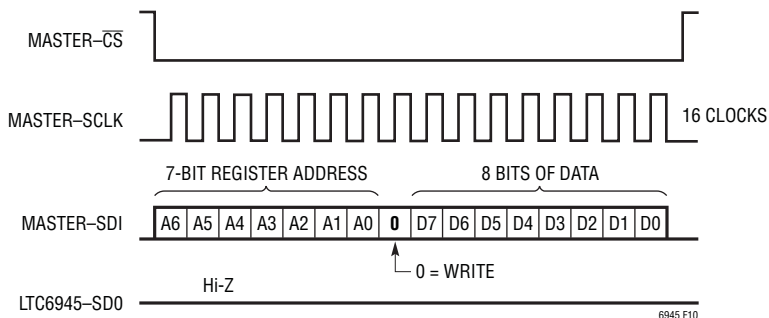 MASTER–C̅S̅
MASTER–SCLK
16 CLOCKS
7-BIT REGISTER ADDRESS
8 BITS OF DATA
MASTER–SDI
A6 A5 A4 A3 A2 A1 A0 0 D7 D6 D5 D4 D3 D2 D1 D0
0 = WRITE
Hi-Z
LTC6945–SD0
6945 F10